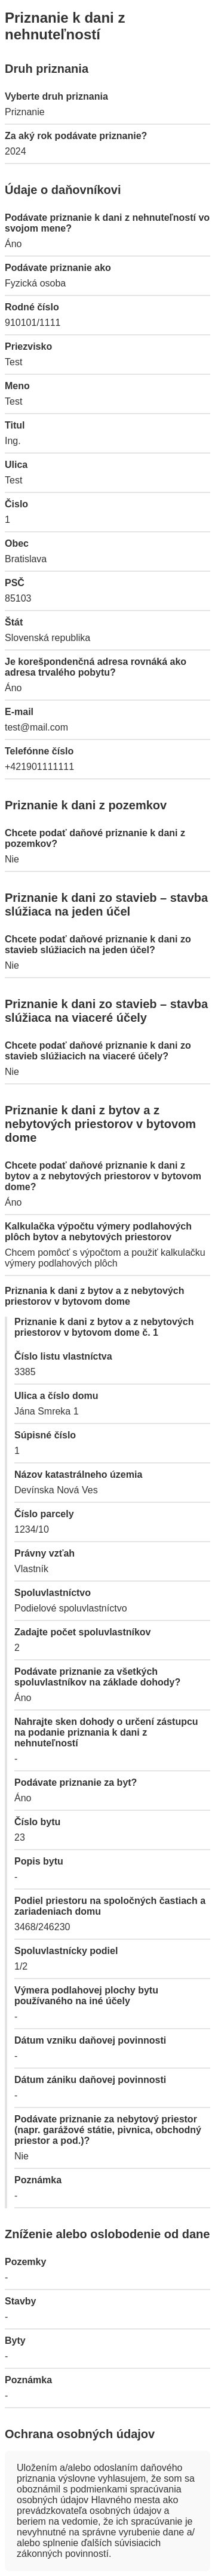 Priznanie k dani z
nehnuteľností
Druh priznania
Vyberte druh priznania
Priznanie
Za aký rok podávate priznanie?
2024
Údaje o daňovníkovi
Podávate priznanie k dani z nehnuteľností vo
svojom mene?
Áno
Podávate priznanie ako
Fyzická osoba
Rodné číslo
910101/1111
Priezvisko
Test
Meno
Test
Titul
Ing.
Ulica
Test
Čislo
1
Obec
Bratislava
PSČ
85103
Štát
Slovenská republika
Je korešpondenčná adresa rovnáká ako
adresa trvalého pobytu?
Áno
E-mail
test@mail.com
Telefónne číslo
+421901111111
Priznanie k dani z pozemkov
Chcete podať daňové priznanie k dani z
pozemkov?
Nie
Priznanie k dani zo stavieb – stavba
slúžiaca na jeden účel
Chcete podať daňové priznanie k dani zo
stavieb slúžiacich na jeden účel?
Nie
Priznanie k dani zo stavieb – stavba
slúžiaca na viaceré účely
Chcete podať daňové priznanie k dani zo
stavieb slúžiacich na viaceré účely?
Nie
Priznanie k dani z bytov a z
nebytových priestorov v bytovom
dome
Chcete podať daňové priznanie k dani z
bytov a z nebytových priestorov v bytovom
dome?
Áno
Kalkulačka výpočtu výmery podlahových
plôch bytov a nebytových priestorov
Chcem pomôcť s výpočtom a použiť kalkulačku
výmery podlahových plôch
Priznania k dani z bytov a z nebytových
priestorov v bytovom dome
Priznanie k dani z bytov a z nebytových
priestorov v bytovom dome č. 1
Číslo listu vlastníctva
3385
Ulica a číslo domu
Jána Smreka 1
Súpisné číslo
1
Názov katastrálneho územia
Devínska Nová Ves
Číslo parcely
1234/10
Právny vzťah
Vlastník
Spoluvlastníctvo
Podielové spoluvlastníctvo
Zadajte počet spoluvlastníkov
2
Podávate priznanie za všetkých
spoluvlastníkov na základe dohody?
Áno
Nahrajte sken dohody o určení zástupcu
na podanie priznania k dani z
nehnuteľností
-
Podávate priznanie za byt?
Áno
Číslo bytu
23
Popis bytu
-
Podiel priestoru na spoločných častiach a
zariadeniach domu
3468/246230
Spoluvlastnícky podiel
1/2
Výmera podlahovej plochy bytu
používaného na iné účely
-
Dátum vzniku daňovej povinnosti
-
Dátum zániku daňovej povinnosti
-
Podávate priznanie za nebytový priestor
(napr. garážové státie, pivnica, obchodný
priestor a pod.)?
Nie
Poznámka
-
Zníženie alebo oslobodenie od dane
Pozemky
-
Stavby
-
Byty
-
Poznámka
-
Ochrana osobných údajov
Uložením a/alebo odoslaním daňového
priznania výslovne vyhlasujem, že som sa
oboznámil s podmienkami spracúvania
osobných údajov Hlavného mesta ako
prevádzkovateľa osobných údajov a
beriem na vedomie, že ich spracúvanie je
nevyhnutné na správne vyrubenie dane a/
alebo splnenie ďalších súvisiacich
zákonných povinností.